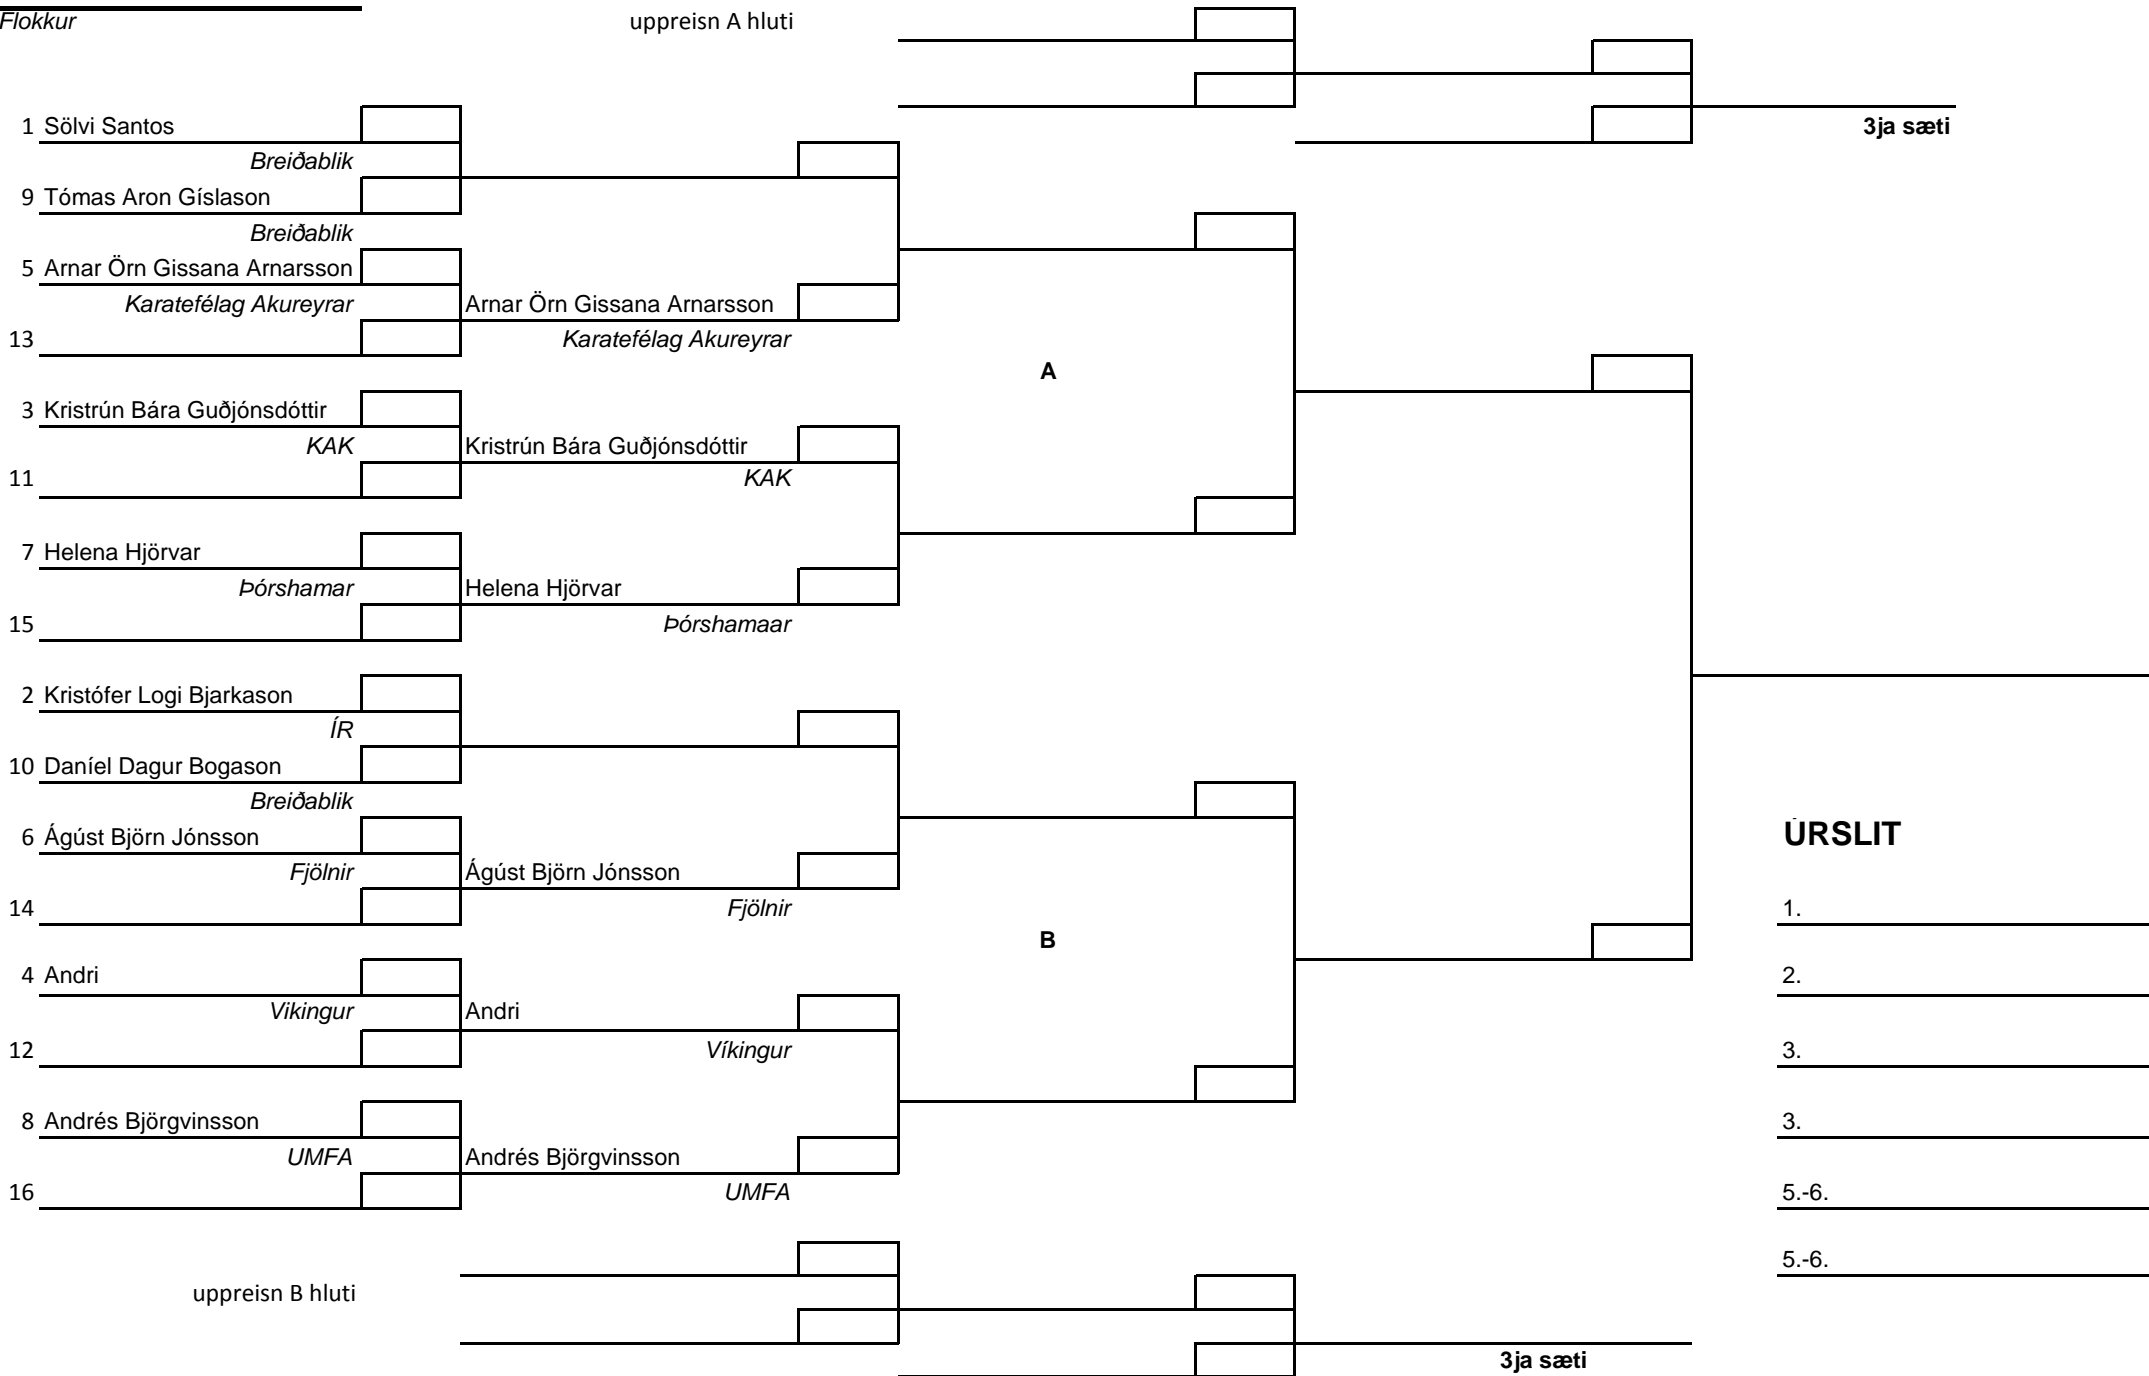 Flokkur
uppreisn A hluti
1 Sölvi Santos
3ja sæti
Breiðablik
9 Tómas Aron Gíslason
Breiðablik
5 Arnar Örn Gissana Arnarsson
Karatefélag Akureyrar
Arnar Örn Gissana Arnarsson
13
Karatefélag Akureyrar
A
3 Kristrún Bára Guðjónsdóttir
KAK
Kristrún Bára Guðjónsdóttir
11
KAK
7 Helena Hjörvar
Þórshamar
Helena Hjörvar
15
Þórshamaar
2 Kristófer Logi Bjarkason
ÍR
10 Daníel Dagur Bogason
Breiðablik
6 Ágúst Björn Jónsson
ÚRSLIT
Fjölnir
Ágúst Björn Jónsson
14
Fjölnir
1.
B
4 Andri
2.
Vikingur
Andri
12
Víkingur
3.
8 Andrés Björgvinsson
3.
UMFA
Andrés Björgvinsson
16
UMFA
5.-6.
5.-6.
uppreisn B hluti
3ja sæti